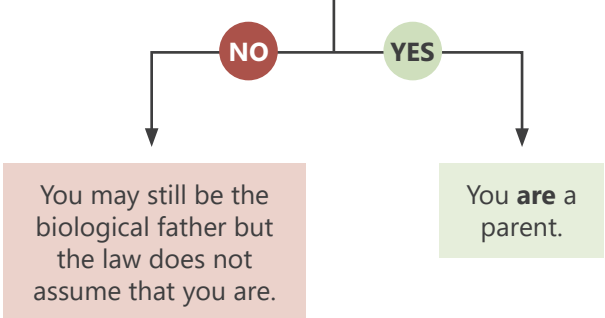 NO
YES
You may still be the
biological father but
the law does not
assume that you are.
You are a
parent.